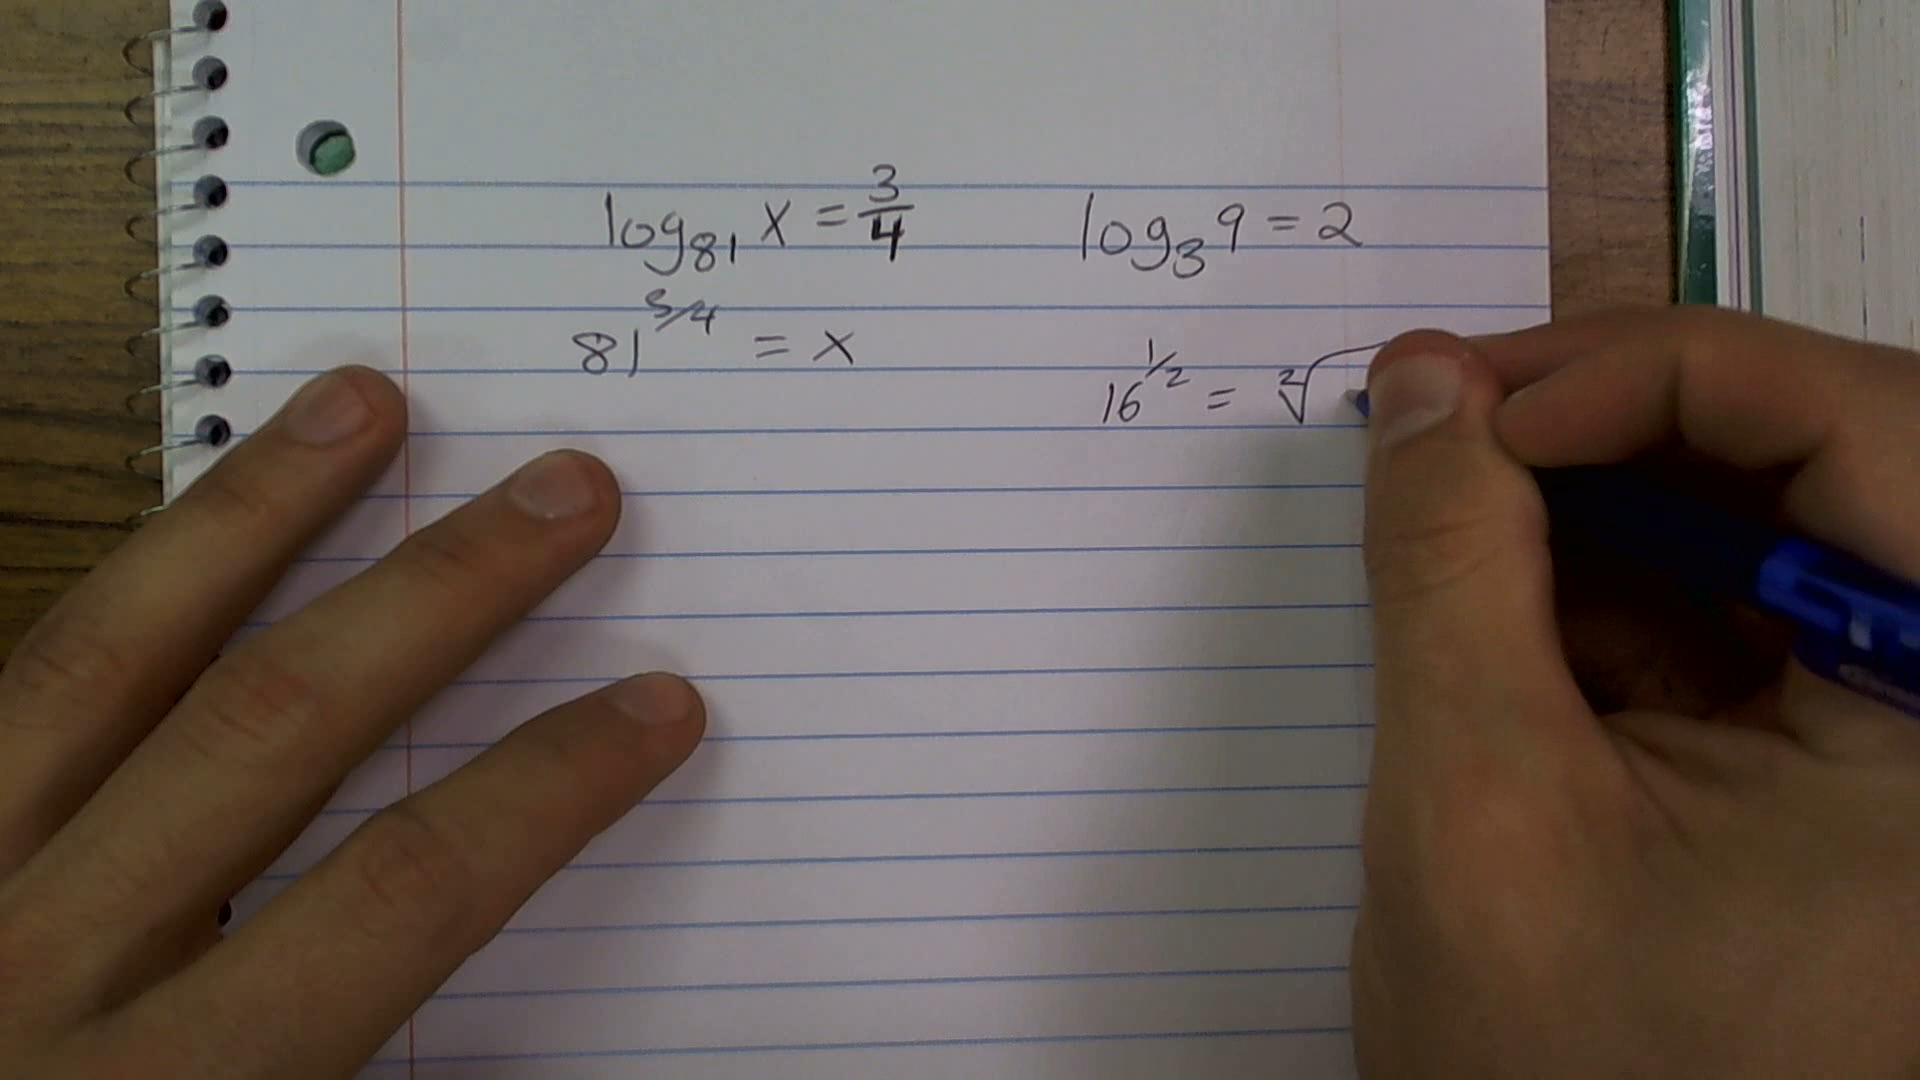 log₈₁ x = 3/4
log₃ 9 = 2
81^3/4 = x
16^1/2 = ²√